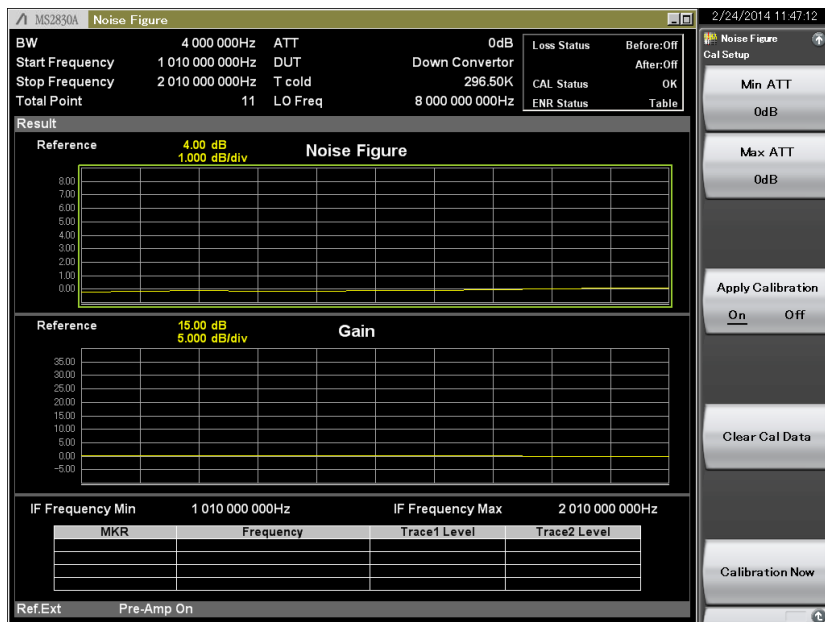 MS2830A Noise Figure
2/24/2014 11:47:12
BW 4 000 000Hz ATT 0dB Loss Status Before:Off
Start Frequency 1 010 000 000Hz DUT Down Convertor After:Off
Stop Frequency 2 010 000 000Hz T cold 296.50K CAL Status OK
Total Point 11 LO Freq 8 000 000 000Hz ENR Status Table
Result
Reference 4.00 dB
1.000 dB/div
Noise Figure
8.00
7.00
6.00
5.00
4.00
3.00
2.00
1.00
0.00
Reference 15.00 dB
5.000 dB/div
Gain
35.00
30.00
25.00
20.00
15.00
10.00
5.00
0.00
-5.00
IF Frequency Min 1 010 000 000Hz IF Frequency Max 2 010 000 000Hz
MKR Frequency Trace1 Level Trace2 Level
Ref.Ext Pre-Amp On
Noise Figure
Cal Setup
Min ATT
0dB
Max ATT
0dB
Apply Calibration
On Off
Clear Cal Data
Calibration Now